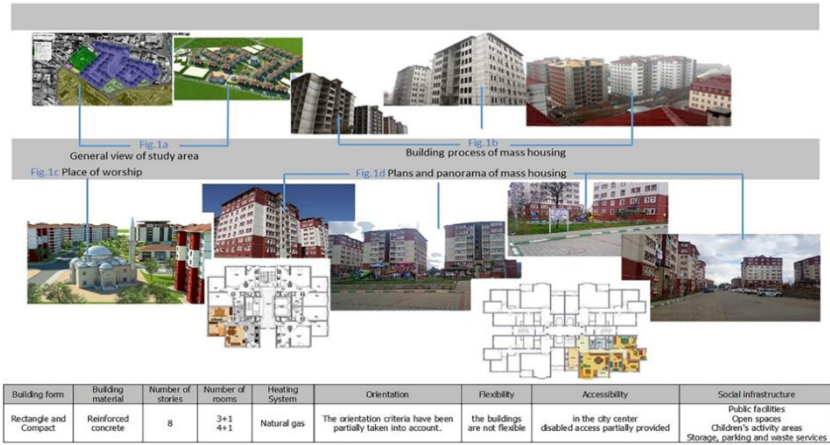 Fig.1a
General view of study area
Fig.1b
Building process of mass housing
Fig.1c Place of worship
Fig.1d Plans and panorama of mass housing
Building form
Building material
Number of stories
Number of rooms
Heating System
Orientation
Flexibility
Accessibility
Social infrastructure
Rectangle and Compact
Reinforced concrete
8
3+1
4+1
Natural gas
The orientation criteria have been partially taken into account.
the buildings are not flexible
in the city center
disabled access partially provided
Public facilities
Open spaces
Children's activity areas
Storage, parking and waste services